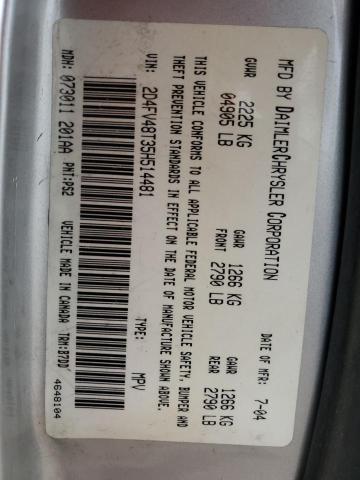 MFD BY DAIMLERCHRYSLER CORPORATION
DATE OF MFR: 7-04
GVWR
2225 KG
04905 LB
GAWR
FRONT
1266 KG
2790 LB
GAWR
REAR
1266 KG
2790 LB
THIS VEHICLE CONFORMS TO ALL APPLICABLE FEDERAL MOTOR VEHICLE SAFETY, BUMPER AND
THEFT PREVENTION STANDARDS IN EFFECT ON THE DATE OF MANUFACTURE SHOWN ABOVE.
VIN: 2D4FV48T35H514481
TYPE: MPV
MDH: 073011 201AA
PNT:PS2
VEHICLE MADE IN CANADA
TRM:B7DD
4648104